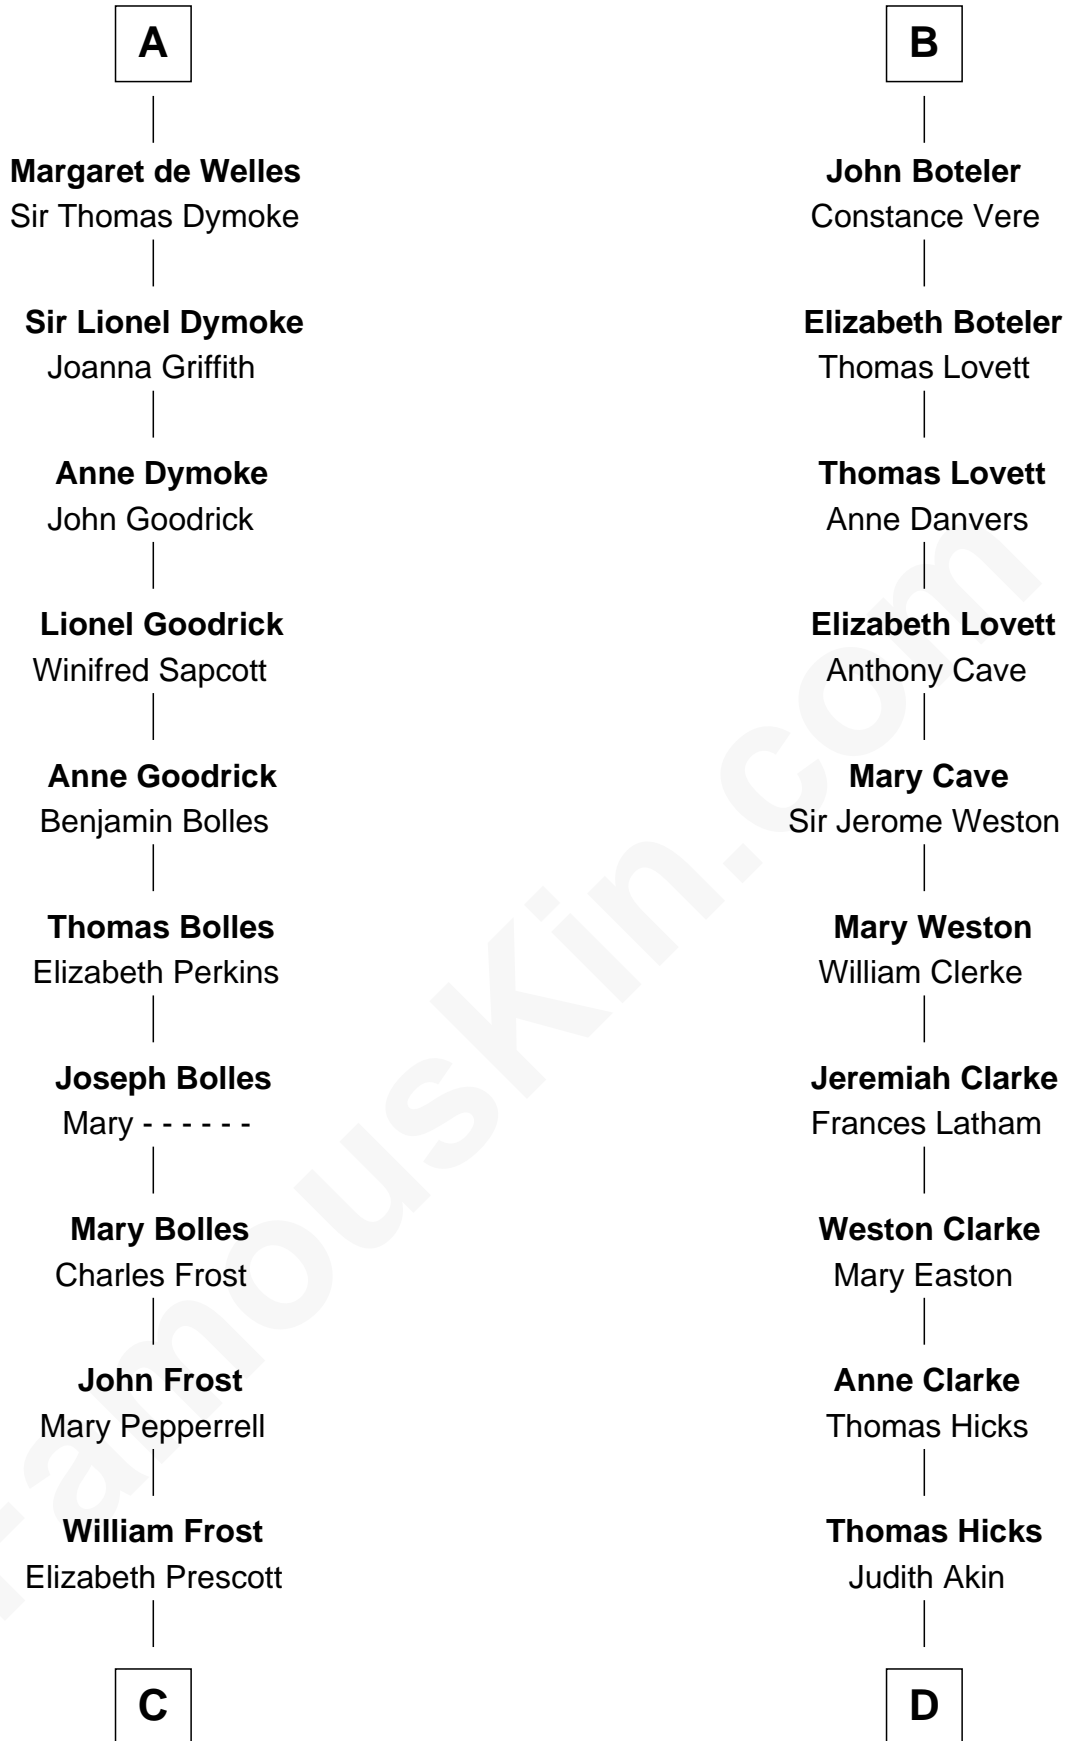 A
Margaret de Welles
Sir Thomas Dymoke
Sir Lionel Dymoke
Joanna Griffith
Anne Dymoke
John Goodrick
Lionel Goodrick
Winifred Sapcott
Anne Goodrick
Benjamin Bolles
Thomas Bolles
Elizabeth Perkins
Joseph Bolles
Mary - - - - - -
Mary Bolles
Charles Frost
John Frost
Mary Pepperrell
William Frost
Elizabeth Prescott
C
B
John Boteler
Constance Vere
Elizabeth Boteler
Thomas Lovett
Thomas Lovett
Anne Danvers
Elizabeth Lovett
Anthony Cave
Mary Cave
Sir Jerome Weston
Mary Weston
William Clerke
Jeremiah Clarke
Frances Latham
Weston Clarke
Mary Easton
Anne Clarke
Thomas Hicks
Thomas Hicks
Judith Akin
D
FamousKin.com